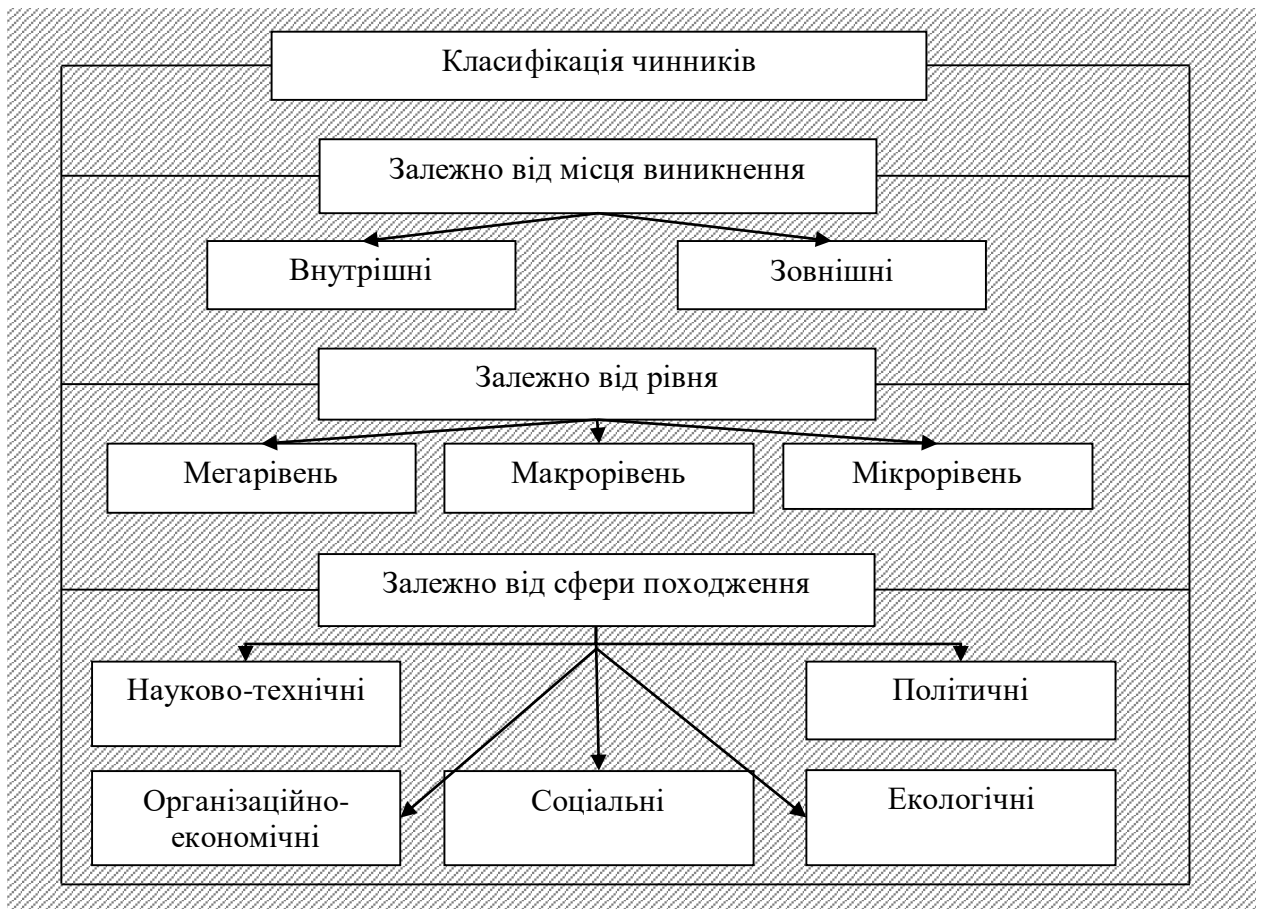 Класифікація чинників
Залежно від місця виникнення
Внутрішні
Зовнішні
Залежно від рівня
Мегарівень
Макрорівень
Мікрорівень
Залежно від сфери походження
Науково-технічні
Політичні
Організаційно-
економічні
Соціальні
Екологічні